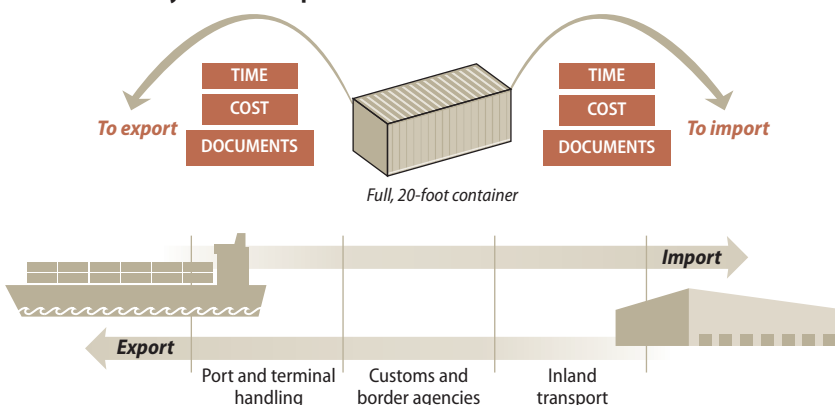 TIME
COST
DOCUMENTS
To export
Full, 20-foot container
TIME
COST
DOCUMENTS
To import
Import
Export
Port and terminal
handling
Customs and
border agencies
Inland
transport